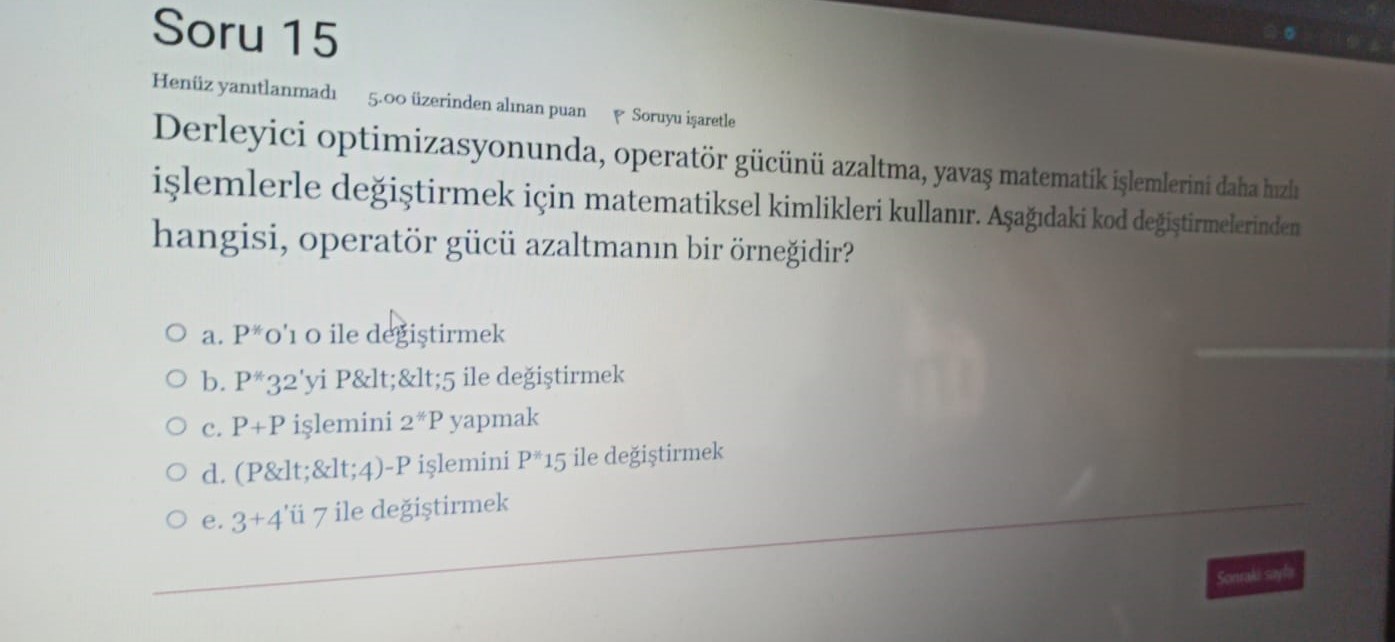 Soru 15
Henüz yanıtlanmadı 5.00 üzerinden alınan puan Soruyu işaretle
Derleyici optimizasyonunda, operatör gücünü azaltma, yavaş matematik işlemlerini daha hızlı
işlemlerle değiştirmek için matematiksel kimlikleri kullanır. Aşağıdaki kod değiştirmelerinden
hangisi, operatör gücü azaltmanın bir örneğidir?
a. P*0'ı 0 ile değiştirmek
b. P*32'yi P&lt;&lt;5 ile değiştirmek
c. P+P işlemini 2*P yapmak
d. (P&lt;&lt;4)-P işlemini P*15 ile değiştirmek
e. 3+4'ü 7 ile değiştirmek
Sonraki sayfa